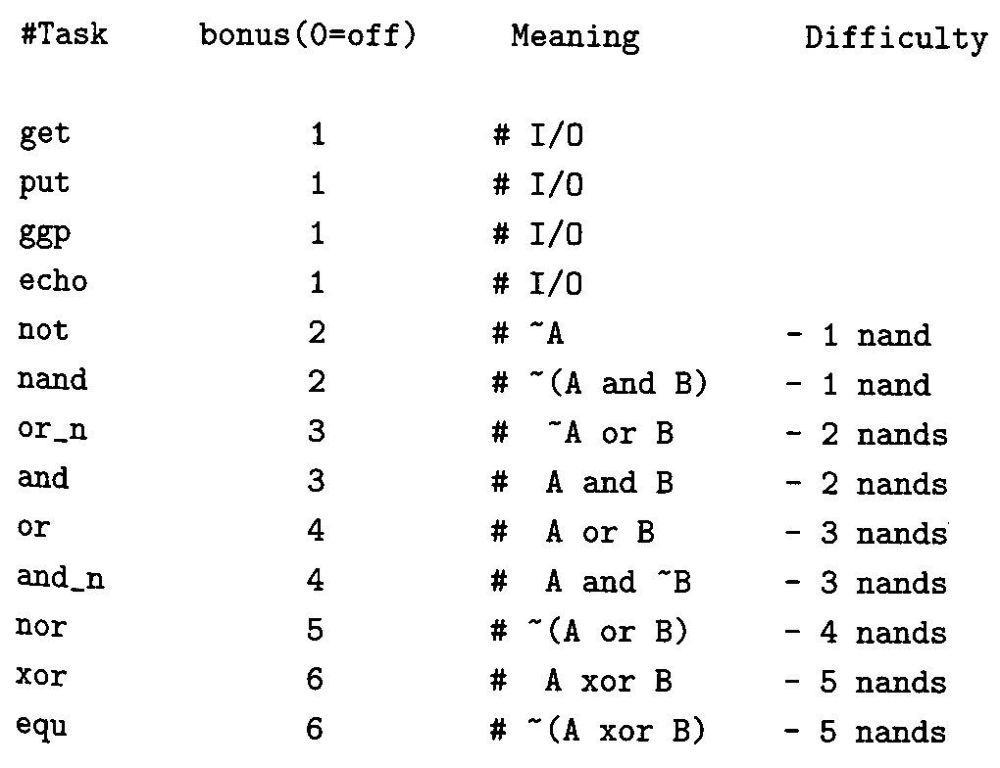 #Task bonus(0=off) Meaning Difficulty
get 1 # I/O
put 1 # I/O
ggp 1 # I/O
echo 1 # I/O
not 2 # ~A - 1 nand
nand 2 # ~(A and B) - 1 nand
or_n 3 # ~A or B - 2 nands
and 3 # A and B - 2 nands
or 4 # A or B - 3 nands
and_n 4 # A and ~B - 3 nands
nor 5 # ~(A or B) - 4 nands
xor 6 # A xor B - 5 nands
equ 6 # ~(A xor B) - 5 nands